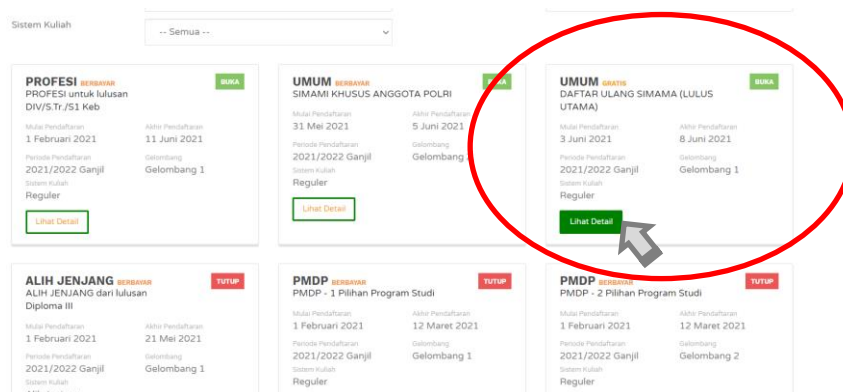 Sistem Kuliah
-- Semua --
PROFESI BERBAYAR
BUKA
PROFESI untuk lulusan
DIV/S.Tr./S1 Keb
Mulai Pendaftaran Akhir Pendaftaran
1 Februari 2021 11 Juni 2021
Periode Pendaftaran Gelombang
2021/2022 Ganjil Gelombang 1
Sistem Kuliah
Reguler
Lihat Detail
UMUM BERBAYAR
SIMAMI KHUSUS ANGGOTA POLRI
Mulai Pendaftaran Akhir Pendaftaran
31 Mei 2021 5 Juni 2021
Periode Pendaftaran Gelombang
2021/2022 Ganjil Gelombang
Sistem Kuliah
Reguler
Lihat Detail
UMUM GRATIS
BUKA
DAFTAR ULANG SIMAMA (LULUS
UTAMA)
Mulai Pendaftaran Akhir Pendaftaran
3 Juni 2021 8 Juni 2021
Periode Pendaftaran Gelombang
2021/2022 Ganjil Gelombang 1
Sistem Kuliah
Reguler
Lihat Detail
ALIH JENJANG BERBAYAR
TUTUP
ALIH JENJANG dari lulusan
Diploma III
Mulai Pendaftaran Akhir Pendaftaran
1 Februari 2021 21 Mei 2021
Periode Pendaftaran Gelombang
2021/2022 Ganjil Gelombang 1
Sistem Kuliah
PMDP BERBAYAR
TUTUP
PMDP - 1 Pilihan Program Studi
Mulai Pendaftaran Akhir Pendaftaran
1 Februari 2021 12 Maret 2021
Periode Pendaftaran Gelombang
2021/2022 Ganjil Gelombang 1
Sistem Kuliah
Reguler
PMDP BERBAYAR
TUTUP
PMDP - 2 Pilihan Program Studi
Mulai Pendaftaran Akhir Pendaftaran
1 Februari 2021 12 Maret 2021
Periode Pendaftaran Gelombang
2021/2022 Ganjil Gelombang 2
Sistem Kuliah
Reguler